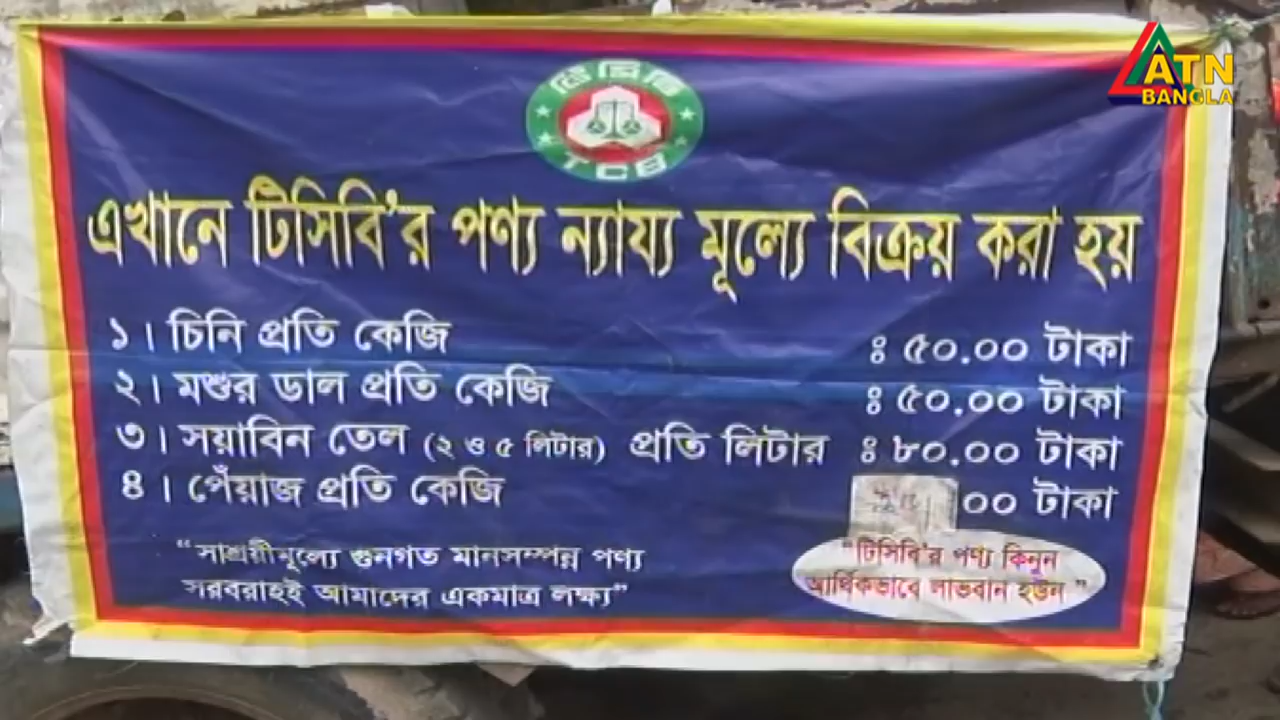 ATN
BANGLA
টিসিবি
TCB
এখানে টিসিবি'র পণ্য ন্যায্য মূল্যে বিক্রয় করা হয়
১। চিনি প্রতি কেজি : ৫০.০০ টাকা
২। মশুর ডাল প্রতি কেজি : ৫০.০০ টাকা
৩। সয়াবিন তেল (২ ও ৫ লিটার) প্রতি লিটার : ৮০.০০ টাকা
৪। পেঁয়াজ প্রতি কেজি ০০ টাকা
“সাশ্রয়ীমূল্যে গুনগত মানসম্পন্ন পণ্য
সরবরাহই আমাদের একমাত্র লক্ষ্য”
“টিসিবি'র পণ্য কিনুন
আর্থিকভাবে লাভবান হউন ”